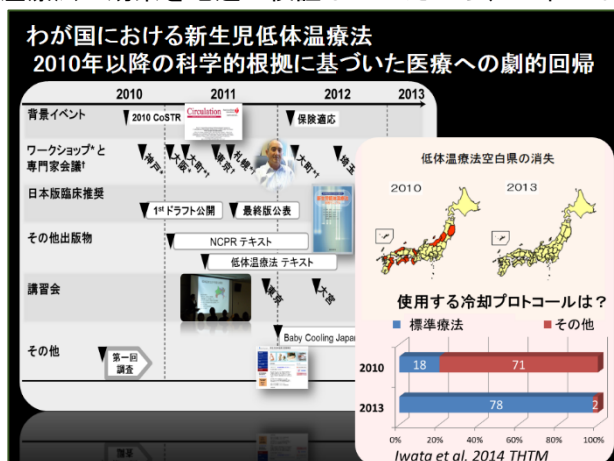 わが国における新生児低体温療法
2010年以降の科学的根拠に基づいた医療への劇的回帰
2010
2011
2012
2013
背景イベント
2010 CoSTR
Circulation
保険適応
ワークショップ*と
専門家会議†
神戸*
大阪*
大町*†
東京†
札幌*
大町*†
埼玉
日本版臨床推奨
1stドラフト公開
最終版公表
その他出版物
NCPR テキスト
低体温療法 テキスト
講習会
東京
大宮
その他
第一回
調査
Baby Cooling Japan
低体温療法空白県の消失
2010
2013
使用する冷却プロトコールは？
標準療法
その他
2010
18
71
2013
78
2
0%
20%
40%
60%
80%
100%
Iwata et al. 2014 THTM